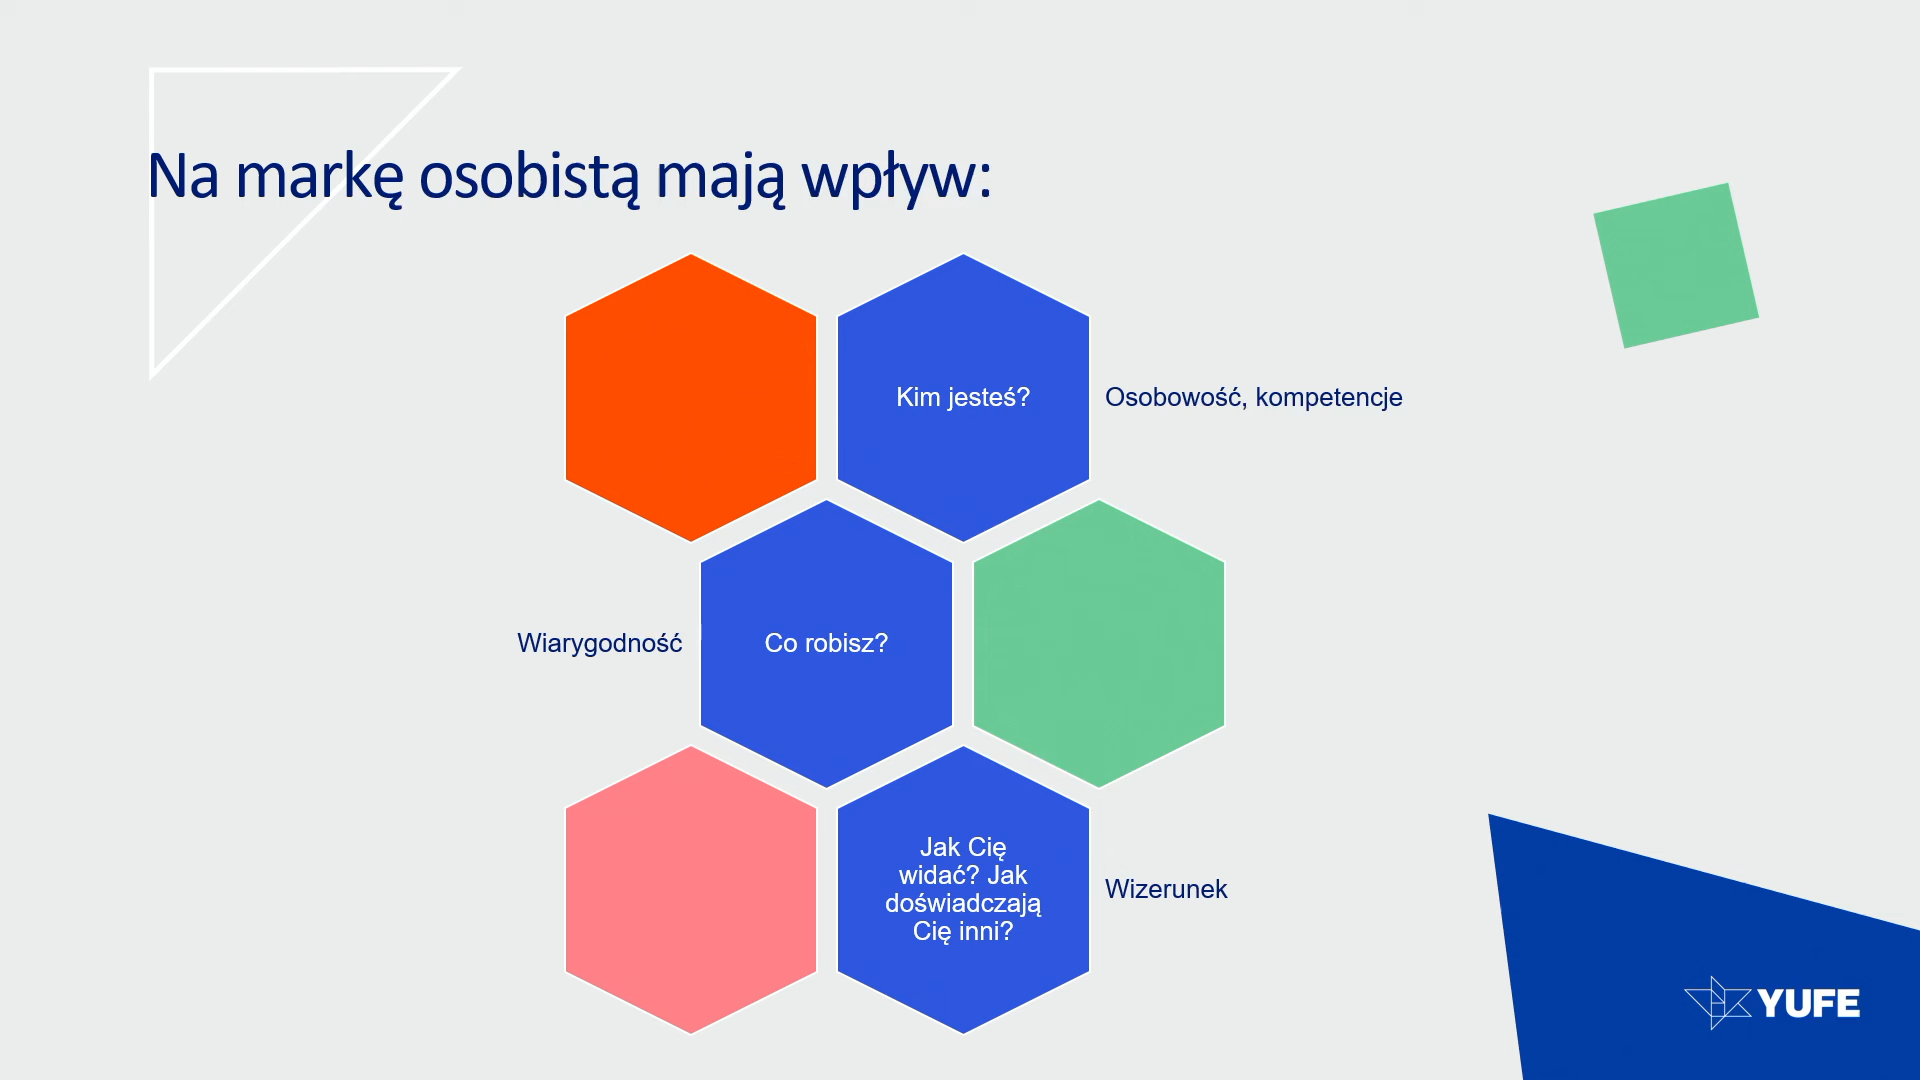 Na markę osobistą mają wpływ:
Kim jesteś?
Osobowość, kompetencje
Wiarygodność
Co robisz?
Jak Cię
widać? Jak
doświadczają
Cię inni?
Wizerunek
YUFE